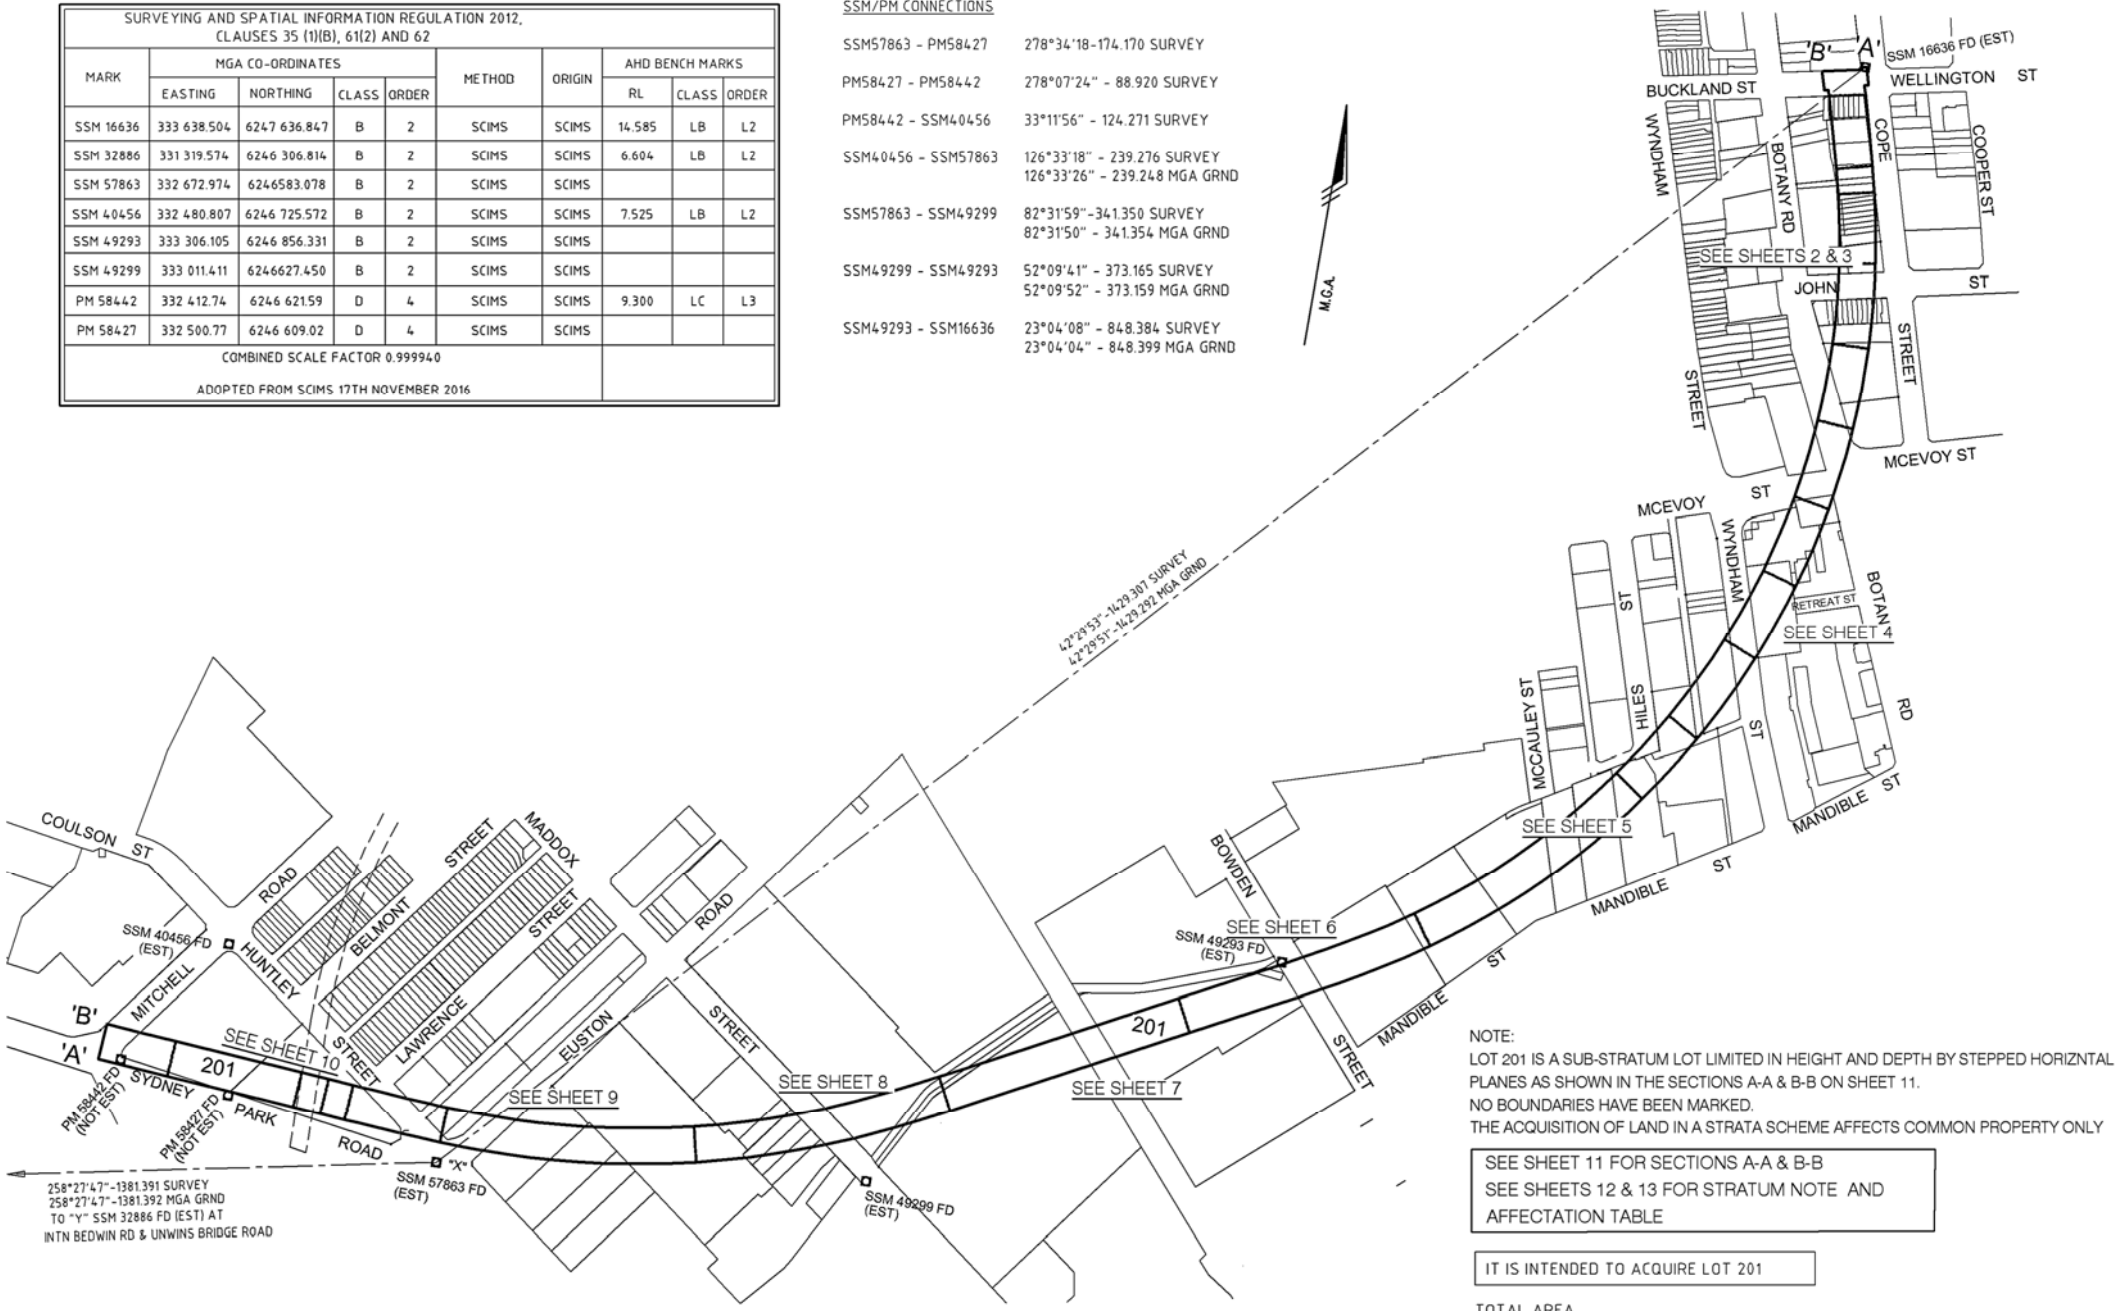 SURVEYING AND SPATIAL INFORMATION REGULATION 2012,
CLAUSES 35 (1)(B), 61(2) AND 62
MARK MGA CO-ORDINATES METHOD ORIGIN AHD BENCH MARKS
EASTING NORTHING CLASS ORDER RL CLASS ORDER
SSM 16636 333 638.504 6247 636.847 B 2 SCIMS SCIMS 14.585 LB L2
SSM 32886 331 319.574 6246 306.814 B 2 SCIMS SCIMS 6.604 LB L2
SSM 57863 332 672.974 6246583.078 B 2 SCIMS SCIMS
SSM 40456 332 480.807 6246 725.572 B 2 SCIMS SCIMS 7.525 LB L2
SSM 49293 333 306.105 6246 856.331 B 2 SCIMS SCIMS
SSM 49299 333 011.411 6246627.450 B 2 SCIMS SCIMS
PM 58442 332 412.74 6246 621.59 D 4 SCIMS SCIMS 9.300 LC L3
PM 58427 332 500.77 6246 609.02 D 4 SCIMS SCIMS
COMBINED SCALE FACTOR 0.999940
ADOPTED FROM SCIMS 17TH NOVEMBER 2016
SSM/PM CONNECTIONS
SSM57863 - PM58427 278°34'18-174.170 SURVEY
PM58427 - PM58442 278°07'24" - 88.920 SURVEY
PM58442 - SSM40456 33°11'56" - 124.271 SURVEY
SSM40456 - SSM57863 126°33'18" - 239.276 SURVEY
126°33'26" - 239.248 MGA GRND
SSM57863 - SSM49299 82°31'59"-341.350 SURVEY
82°31'50" - 341.354 MGA GRND
SSM49299 - SSM49293 52°09'41" - 373.165 SURVEY
52°09'52" - 373.159 MGA GRND
SSM49293 - SSM16636 23°04'08" - 848.384 SURVEY
23°04'04" - 848.399 MGA GRND
M.G.A.
'B' 'A'
SSM 16636 FD (EST)
WELLINGTON ST
BUCKLAND ST
WYNDHAM
STREET
BOTANY RD
COPE
STREET
COOPER ST
SEE SHEETS 2 & 3
JOHN ST
MCEVOY ST
MCEVOY ST
WYNDHAM
ST
HILES
ST
BOTAN
RD
RETREAT ST
SEE SHEET 4
MCCAULEY ST
MANDIBLE ST
SEE SHEET 5
MANDIBLE ST
42°29'53"-1429.307 SURVEY
42°29'51"-1429.292 MGA GRND
BOWDEN
STREET
SEE SHEET 6
SSM 49293 FD
(EST)
MANDIBLE ST
201
SEE SHEET 7
SEE SHEET 8
SEE SHEET 9
COULSON ST
ROAD
BELMONT STREET
MADDOX
STREET
LAWRENCE STREET
EUSTON ROAD
SSM 40456 FD
(EST)
MITCHELL
HUNTLEY
STREET
'B'
'A'
SEE SHEET 10
201
SYDNEY PARK ROAD
PM 58442 FD
(NOT EST)
PM 58427 FD
(NOT EST)
"X"
SSM 57863 FD
(EST)
SSM 49299 FD
(EST)
258°27'47"-1381.391 SURVEY
258°27'47"-1381.392 MGA GRND
TO "Y" SSM 32886 FD (EST) AT
INTN BEDWIN RD & UNWINS BRIDGE ROAD
NOTE:
LOT 201 IS A SUB-STRATUM LOT LIMITED IN HEIGHT AND DEPTH BY STEPPED HORIZNTAL
PLANES AS SHOWN IN THE SECTIONS A-A & B-B ON SHEET 11.
NO BOUNDARIES HAVE BEEN MARKED.
THE ACQUISITION OF LAND IN A STRATA SCHEME AFFECTS COMMON PROPERTY ONLY
SEE SHEET 11 FOR SECTIONS A-A & B-B
SEE SHEETS 12 & 13 FOR STRATUM NOTE AND
AFFECTATION TABLE
IT IS INTENDED TO ACQUIRE LOT 201
TOTAL AREA